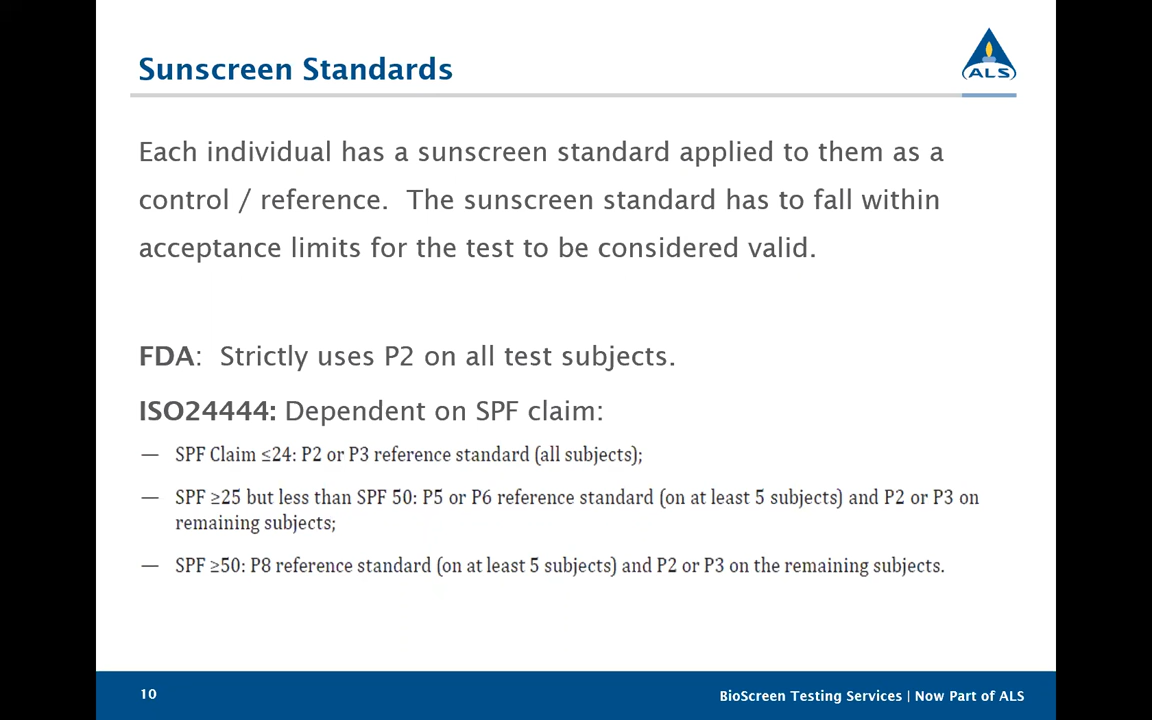 Sunscreen Standards
ALS
Each individual has a sunscreen standard applied to them as a
control / reference.  The sunscreen standard has to fall within
acceptance limits for the test to be considered valid.
FDA:  Strictly uses P2 on all test subjects.
ISO24444: Dependent on SPF claim:
— SPF Claim ≤24: P2 or P3 reference standard (all subjects);
— SPF ≥25 but less than SPF 50: P5 or P6 reference standard (on at least 5 subjects) and P2 or P3 on
remaining subjects;
— SPF ≥50: P8 reference standard (on at least 5 subjects) and P2 or P3 on the remaining subjects.
10
BioScreen Testing Services | Now Part of ALS